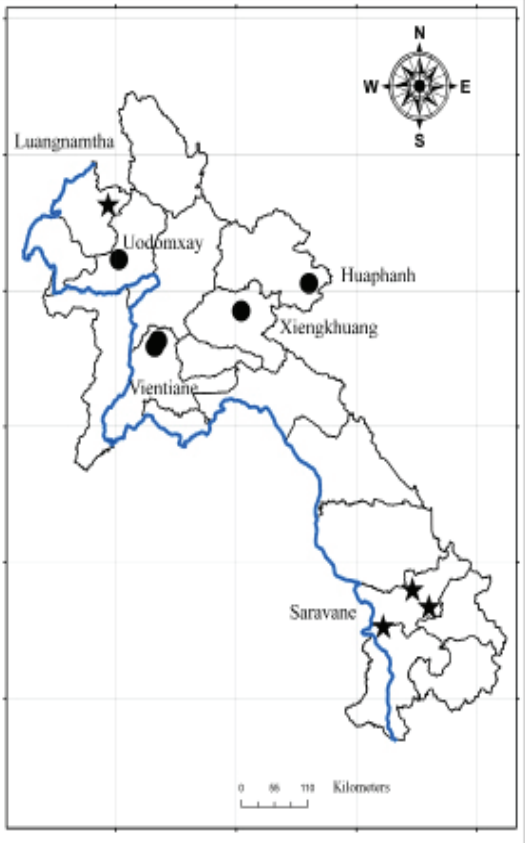 N
W E
S
Luangnamtha
Uodomxay
Huaphanh
Xiengkhuang
Vientiane
Saravane
0 55 110 Kilometers